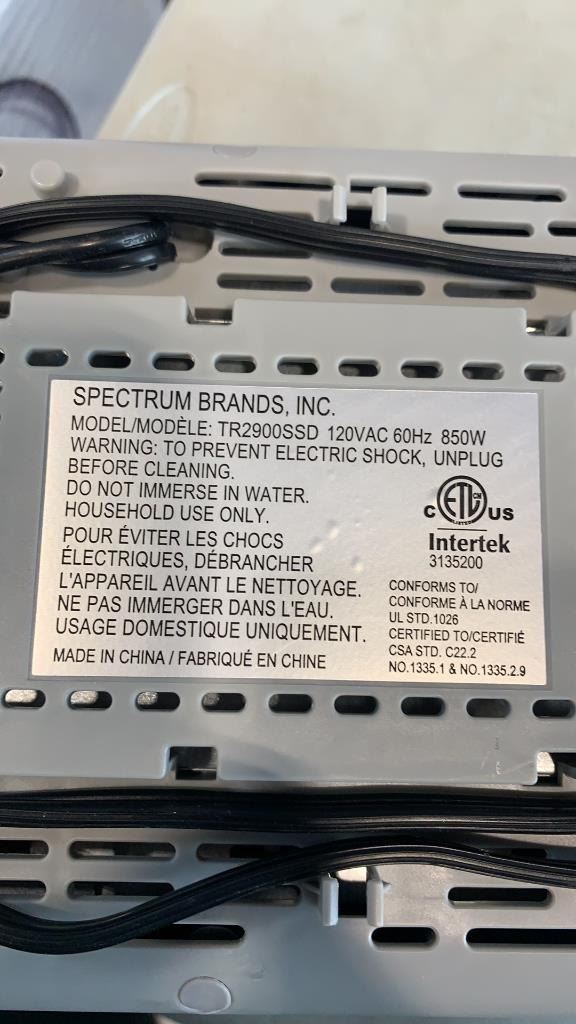 SPECTRUM BRANDS, INC.
MODEL/MODÈLE: TR2900SSD 120VAC 60Hz 850W
WARNING: TO PREVENT ELECTRIC SHOCK, UNPLUG
BEFORE CLEANING.
DO NOT IMMERSE IN WATER.
HOUSEHOLD USE ONLY.
POUR ÉVITER LES CHOCS
ÉLECTRIQUES, DÉBRANCHER
L'APPAREIL AVANT LE NETTOYAGE.
NE PAS IMMERGER DANS L'EAU.
USAGE DOMESTIQUE UNIQUEMENT.
MADE IN CHINA / FABRIQUÉ EN CHINE
C ETL CM US
LISTED
Intertek
3135200
CONFORMS TO/
CONFORME À LA NORME
UL STD.1026
CERTIFIED TO/CERTIFIÉ
CSA STD. C22.2
NO.1335.1 & NO.1335.2.9